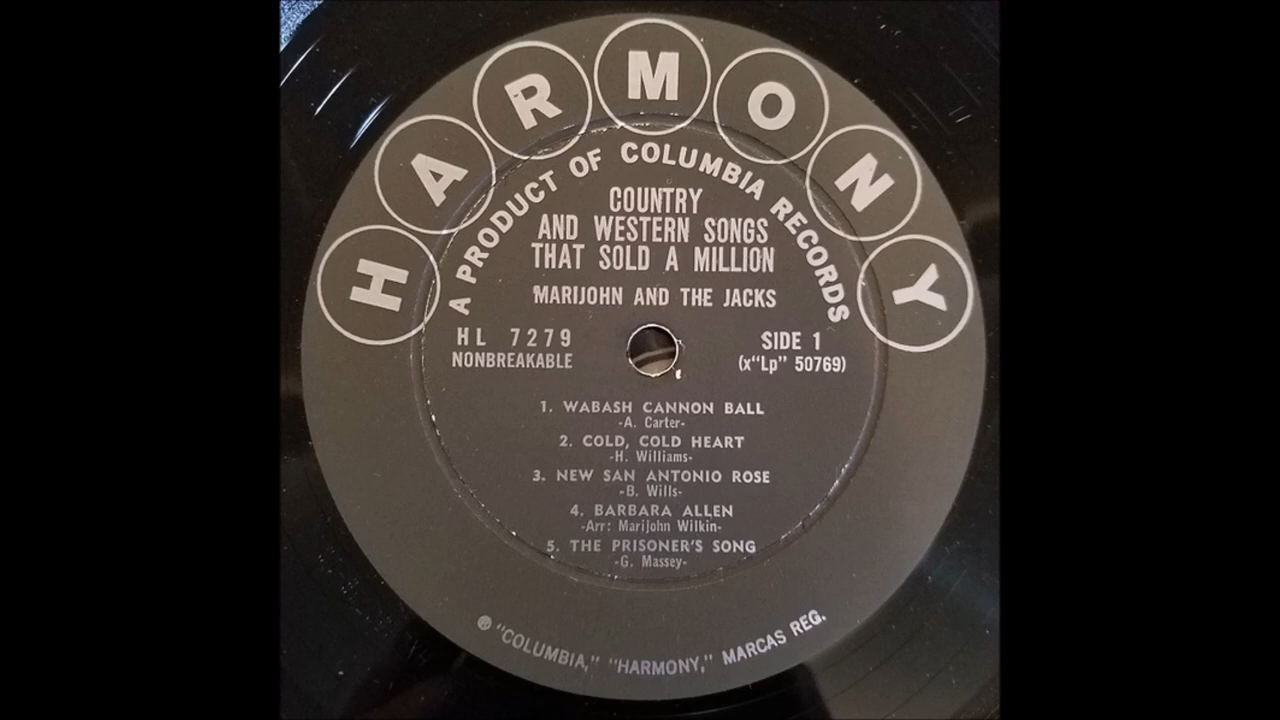 HARMONY
A PRODUCT OF COLUMBIA RECORDS
COUNTRY
AND WESTERN SONGS
THAT SOLD A MILLION
MARIJOHN AND THE JACKS
HL 7279
NONBREAKABLE
SIDE 1
(x“Lp” 50769)
1. WABASH CANNON BALL
-A. Carter-
2. COLD, COLD HEART
-H. Williams-
3. NEW SAN ANTONIO ROSE
-B. Wills-
4. BARBARA ALLEN
-Arr: Marijohn Wilkin-
5. THE PRISONER'S SONG
-G. Massey-
® "COLUMBIA," "HARMONY," MARCAS REG.